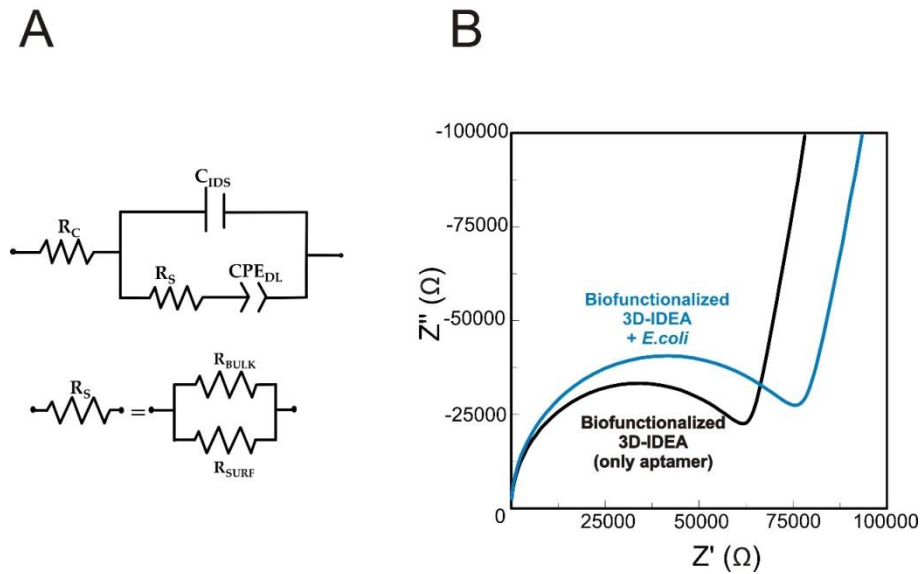 A
B
C_IDS
R_C
R_S
CPE_DL
R_S
=
R_BULK
R_SURF
-100000
-75000
-50000
-25000
0
Z'' (Ω)
Biofunctionalized
3D-IDEA
+ E.coli
Biofunctionalized
3D-IDEA
(only aptamer)
25000
50000
75000
100000
Z' (Ω)